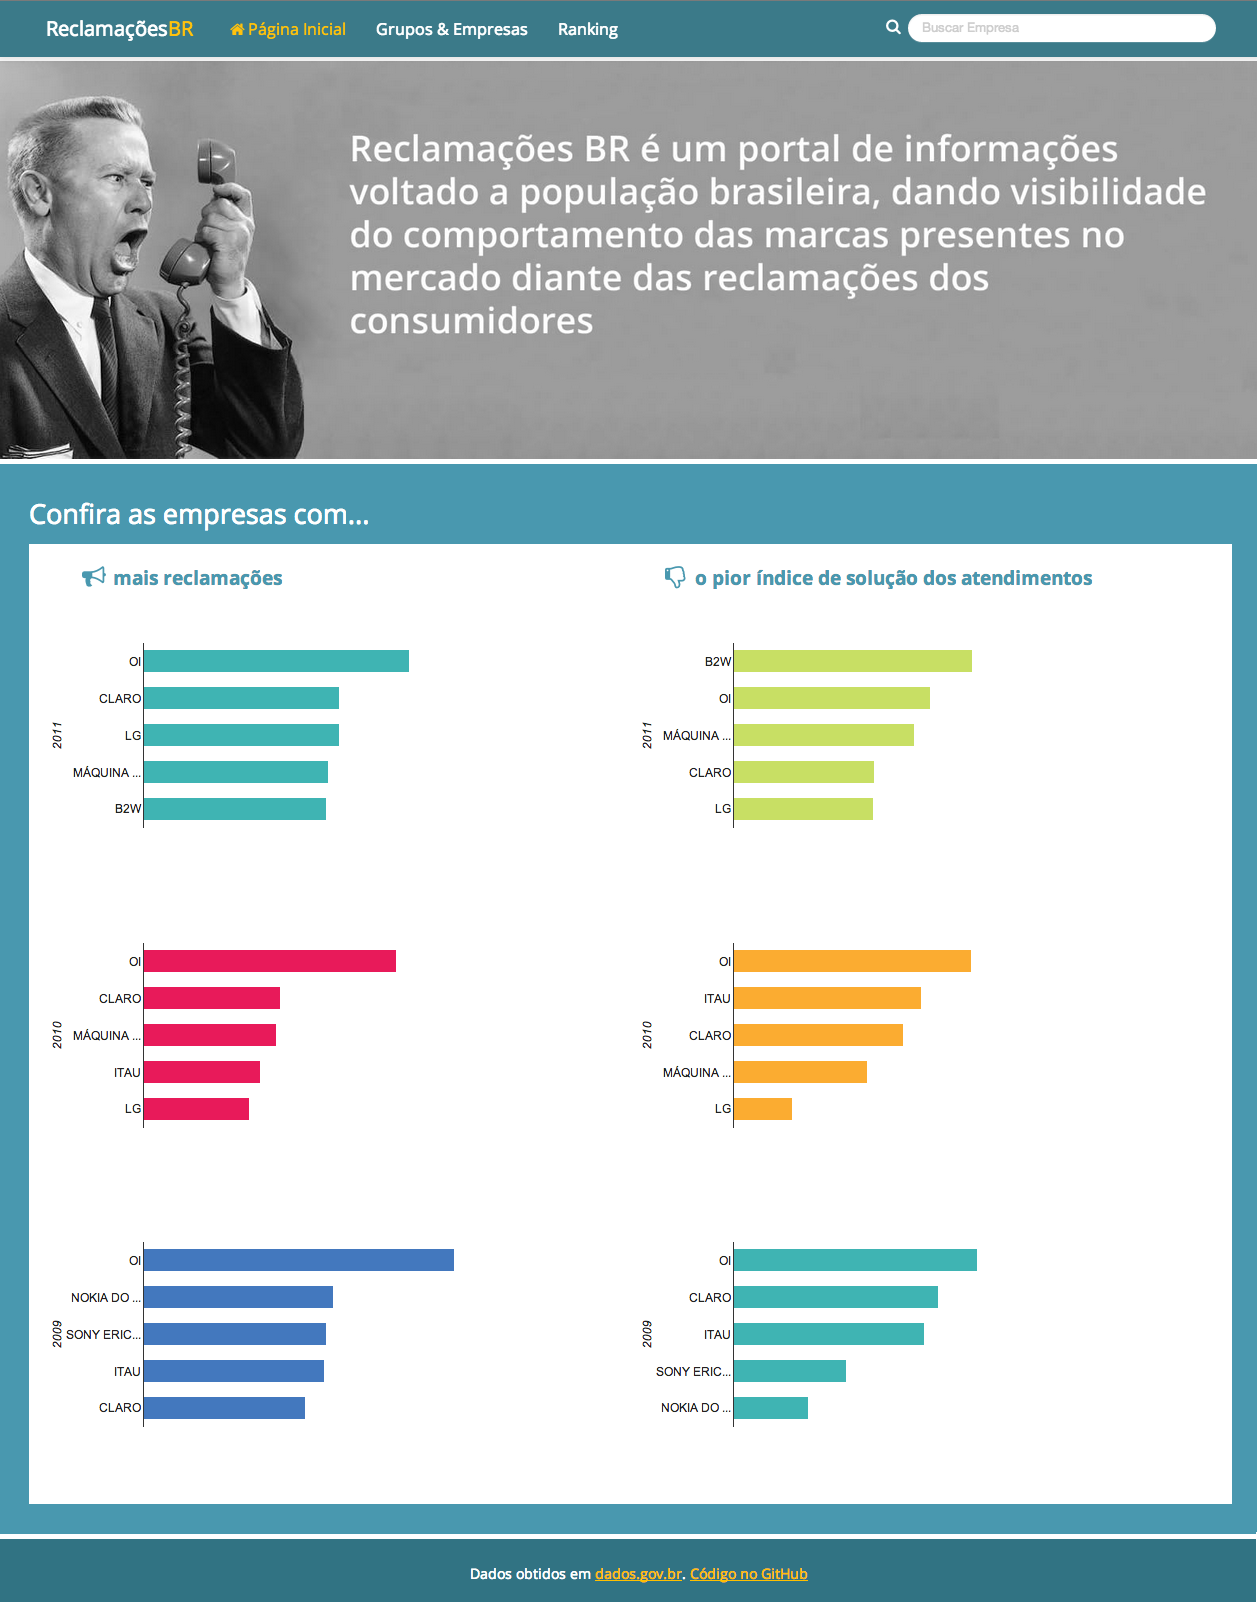 ReclamaçõesBR Página Inicial Grupos & Empresas Ranking Buscar Empresa
Reclamações BR é um portal de informações
voltado a população brasileira, dando visibilidade
do comportamento das marcas presentes no
mercado diante das reclamações dos
consumidores
Confira as empresas com...
mais reclamações
2011
OI
CLARO
LG
MÁQUINA ...
B2W
2010
OI
CLARO
MÁQUINA ...
ITAU
LG
2009
OI
NOKIA DO ...
SONY ERIC...
ITAU
CLARO
o pior índice de solução dos atendimentos
2011
B2W
OI
MÁQUINA ...
CLARO
LG
2010
OI
ITAU
CLARO
MÁQUINA ...
LG
2009
OI
CLARO
ITAU
SONY ERIC...
NOKIA DO ...
Dados obtidos em dados.gov.br. Código no GitHub